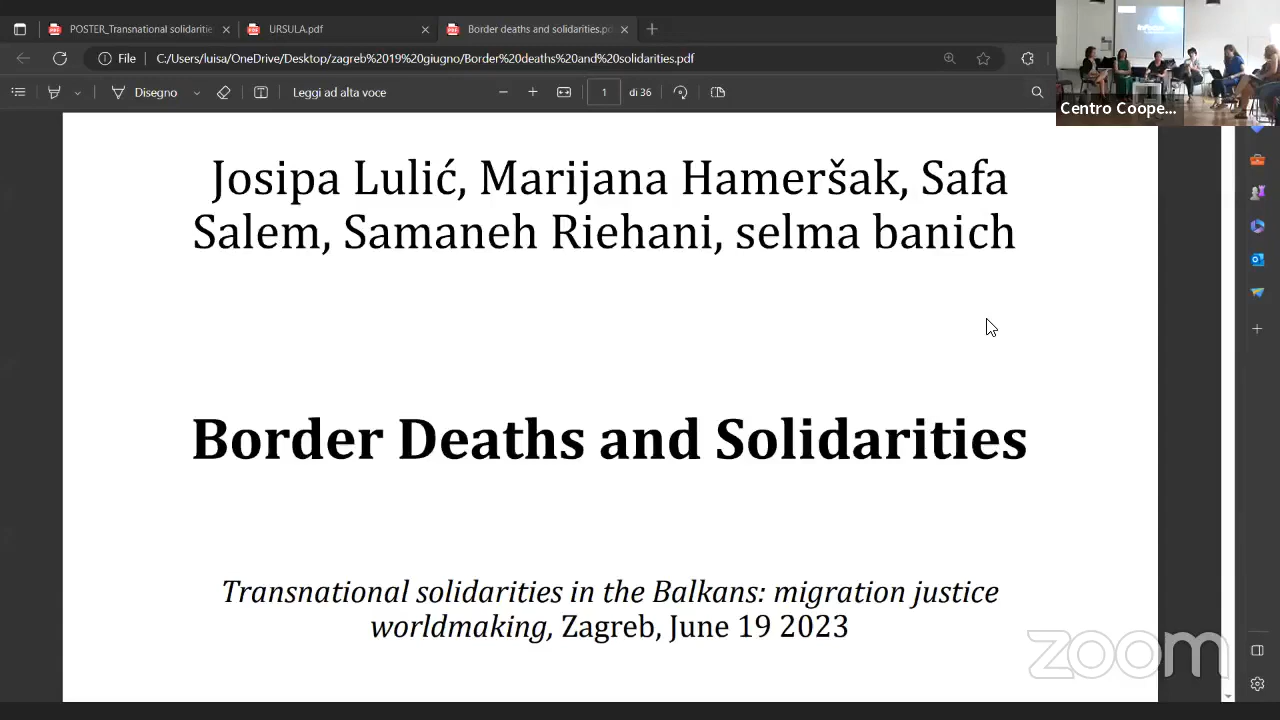 POSTER_Transnational solidaritie
URSULA.pdf
Border deaths and solidarities.pd
File
C:/Users/luisa/OneDrive/Desktop/zagreb%2019%20giugno/Border%20deaths%20and%20solidarities.pdf
Disegno
Leggi ad alta voce
1
di 36
Centro Coope...
Josipa Lulić, Marijana Hameršak, Safa
Salem, Samaneh Riehani, selma banich
Border Deaths and Solidarities
Transnational solidarities in the Balkans: migration justice
worldmaking, Zagreb, June 19 2023
zoom